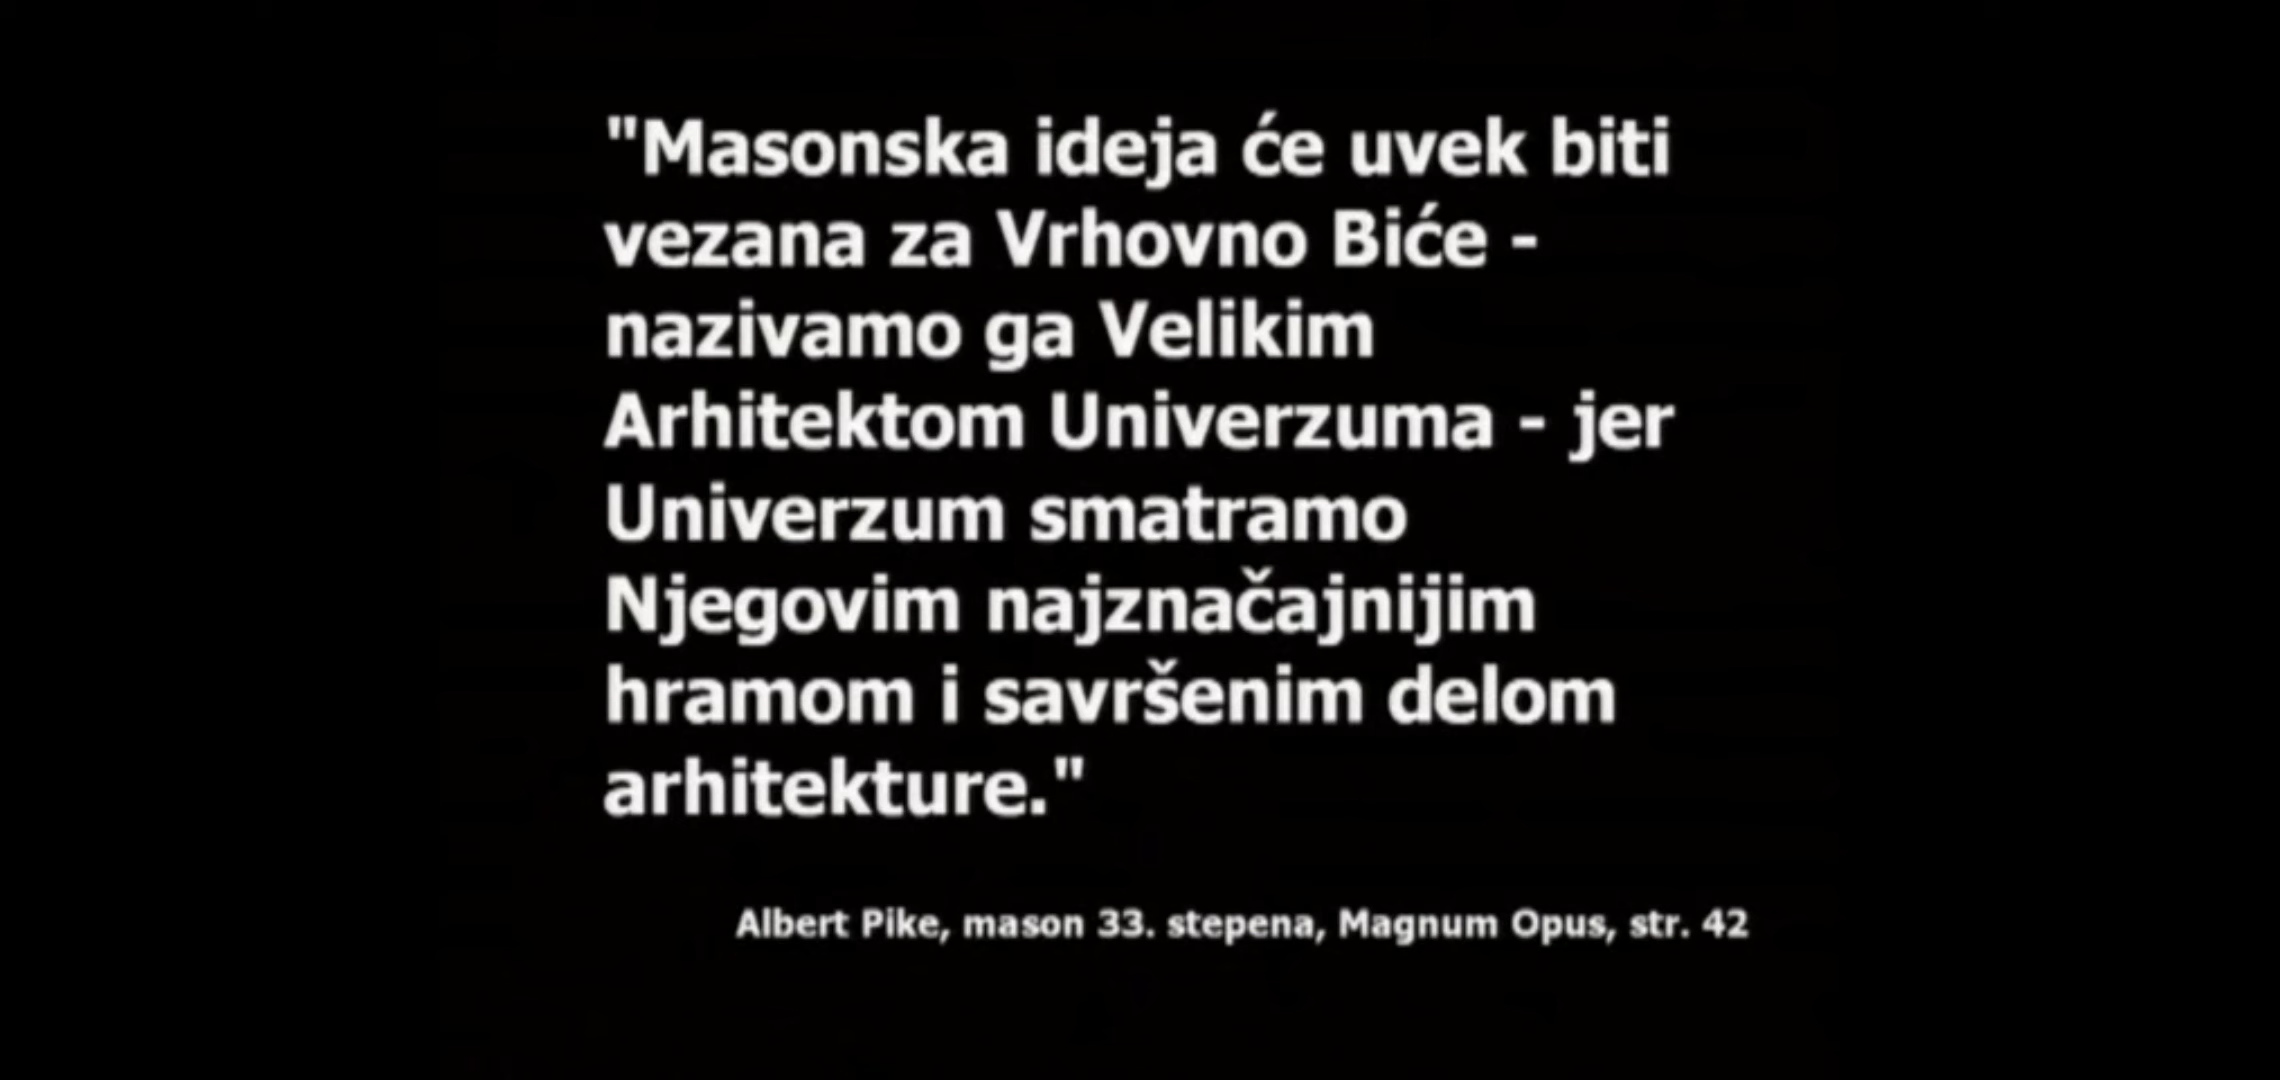 "Masonska ideja će uvek biti
vezana za Vrhovno Biće -
nazivamo ga Velikim
Arhitektom Univerzuma - jer
Univerzum smatramo
Njegovim najznačajnijim
hramom i savršenim delom
arhitekture."
Albert Pike, mason 33. stepena, Magnum Opus, str. 42